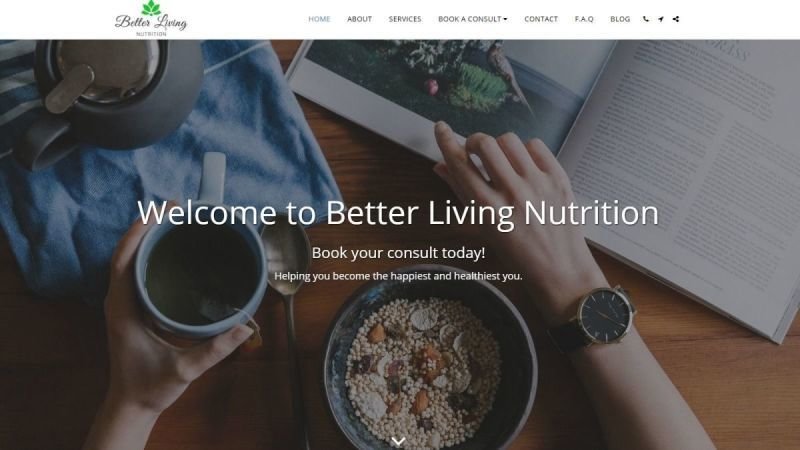 Better Living
NUTRITION
HOME ABOUT SERVICES BOOK A CONSULT CONTACT F.A.Q BLOG
GRASS
Welcome to Better Living Nutrition
Book your consult today!
Helping you become the happiest and healthiest you.